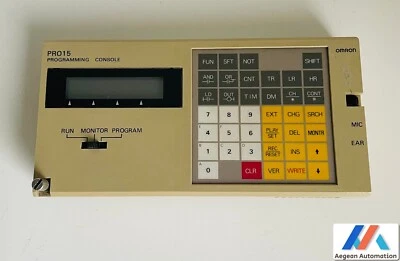 PRO15
PROGRAMMING CONSOLE
OMRON
FUN SFT NOT SHIFT
AND OR CNT TR LR HR
LD OUT TIM DM CH * CONT #
7 8 9 EXT CHG SRCH
4 5 6 PLAY SET DEL MONTR
1 2 3 REC RESET INS ↑
0 CLR VER WRITE ↓
RUN MONITOR PROGRAM
MIC
EAR
Aegean Automation